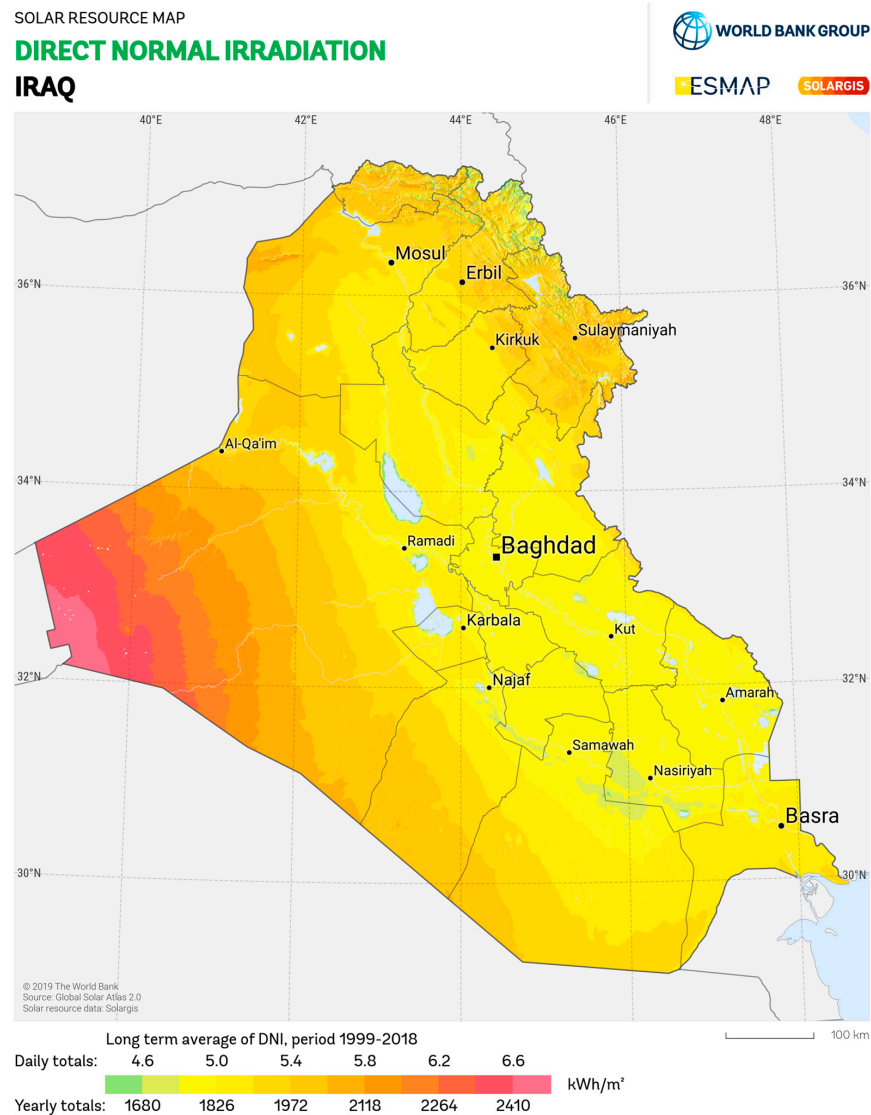 SOLAR RESOURCE MAP
DIRECT NORMAL IRRADIATION
IRAQ
WORLD BANK GROUP
ESMAP
SOLARGIS
40°E 42°E 44°E 46°E 48°E
Mosul
Erbil
36°N 36°N
Sulaymaniyah
Kirkuk
Al-Qa'im
34°N 34°N
Ramadi
Baghdad
Karbala
Kut
32°N 32°N
Najaf
Amarah
Samawah
Nasiriyah
Basra
30°N 30°N
© 2019 The World Bank
Source: Global Solar Atlas 2.0
Solar resource data: Solargis
100 km
Long term average of DNI, period 1999-2018
Daily totals: 4.6 5.0 5.4 5.8 6.2 6.6
kWh/m²
Yearly totals: 1680 1826 1972 2118 2264 2410